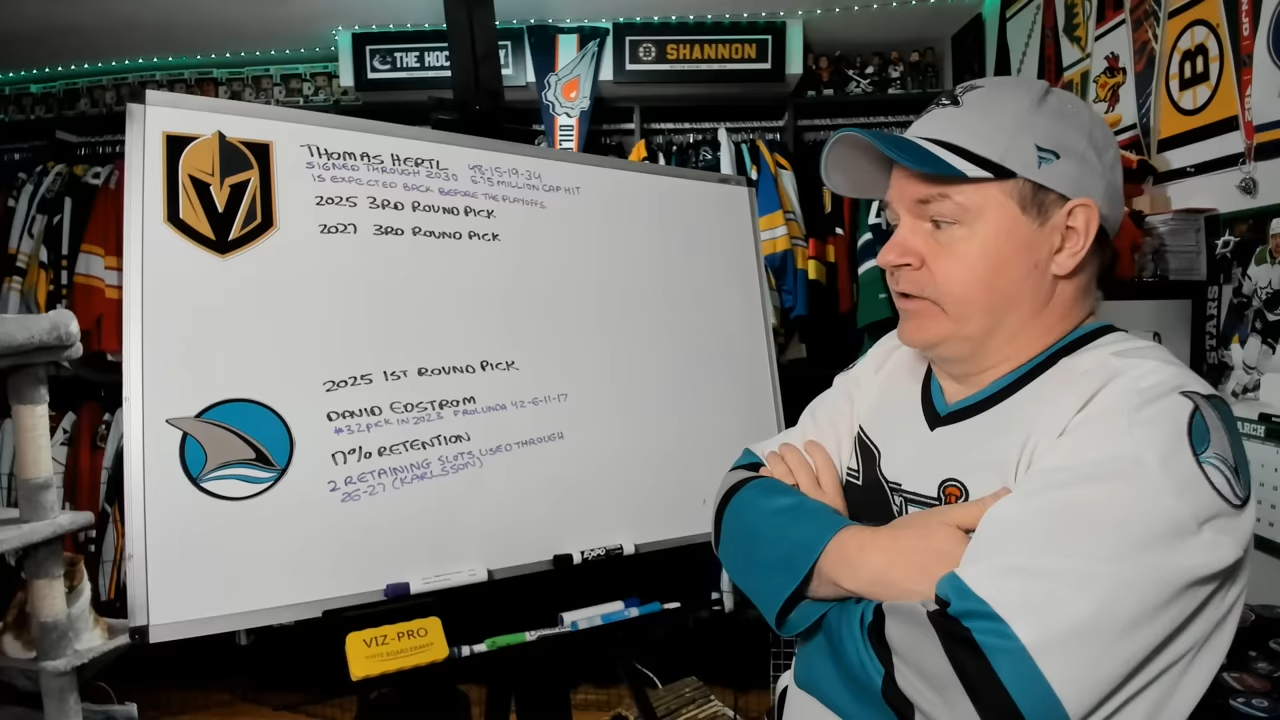 THE HOC
SHANNON
OIL
THOMAS HERTL 48-15-19-34
SIGNED THROUGH 2030 6.75 MILLION CAP HIT
IS EXPECTED BACK BEFORE THE PLAYOFFS
2025 3RD ROUND PICK
2027 3RD ROUND PICK
2025 1ST ROUND PICK
DAVID EDSTROM
#32 PICK IN 2023 FROLUNDA 42-6-11-17
17% RETENTION
2 RETAINING SLOTS USED THROUGH
26-27 (KARLSSON)
EXPO
VIZ-PRO
WHITE BOARD ERASER
B
STARS
ARCH